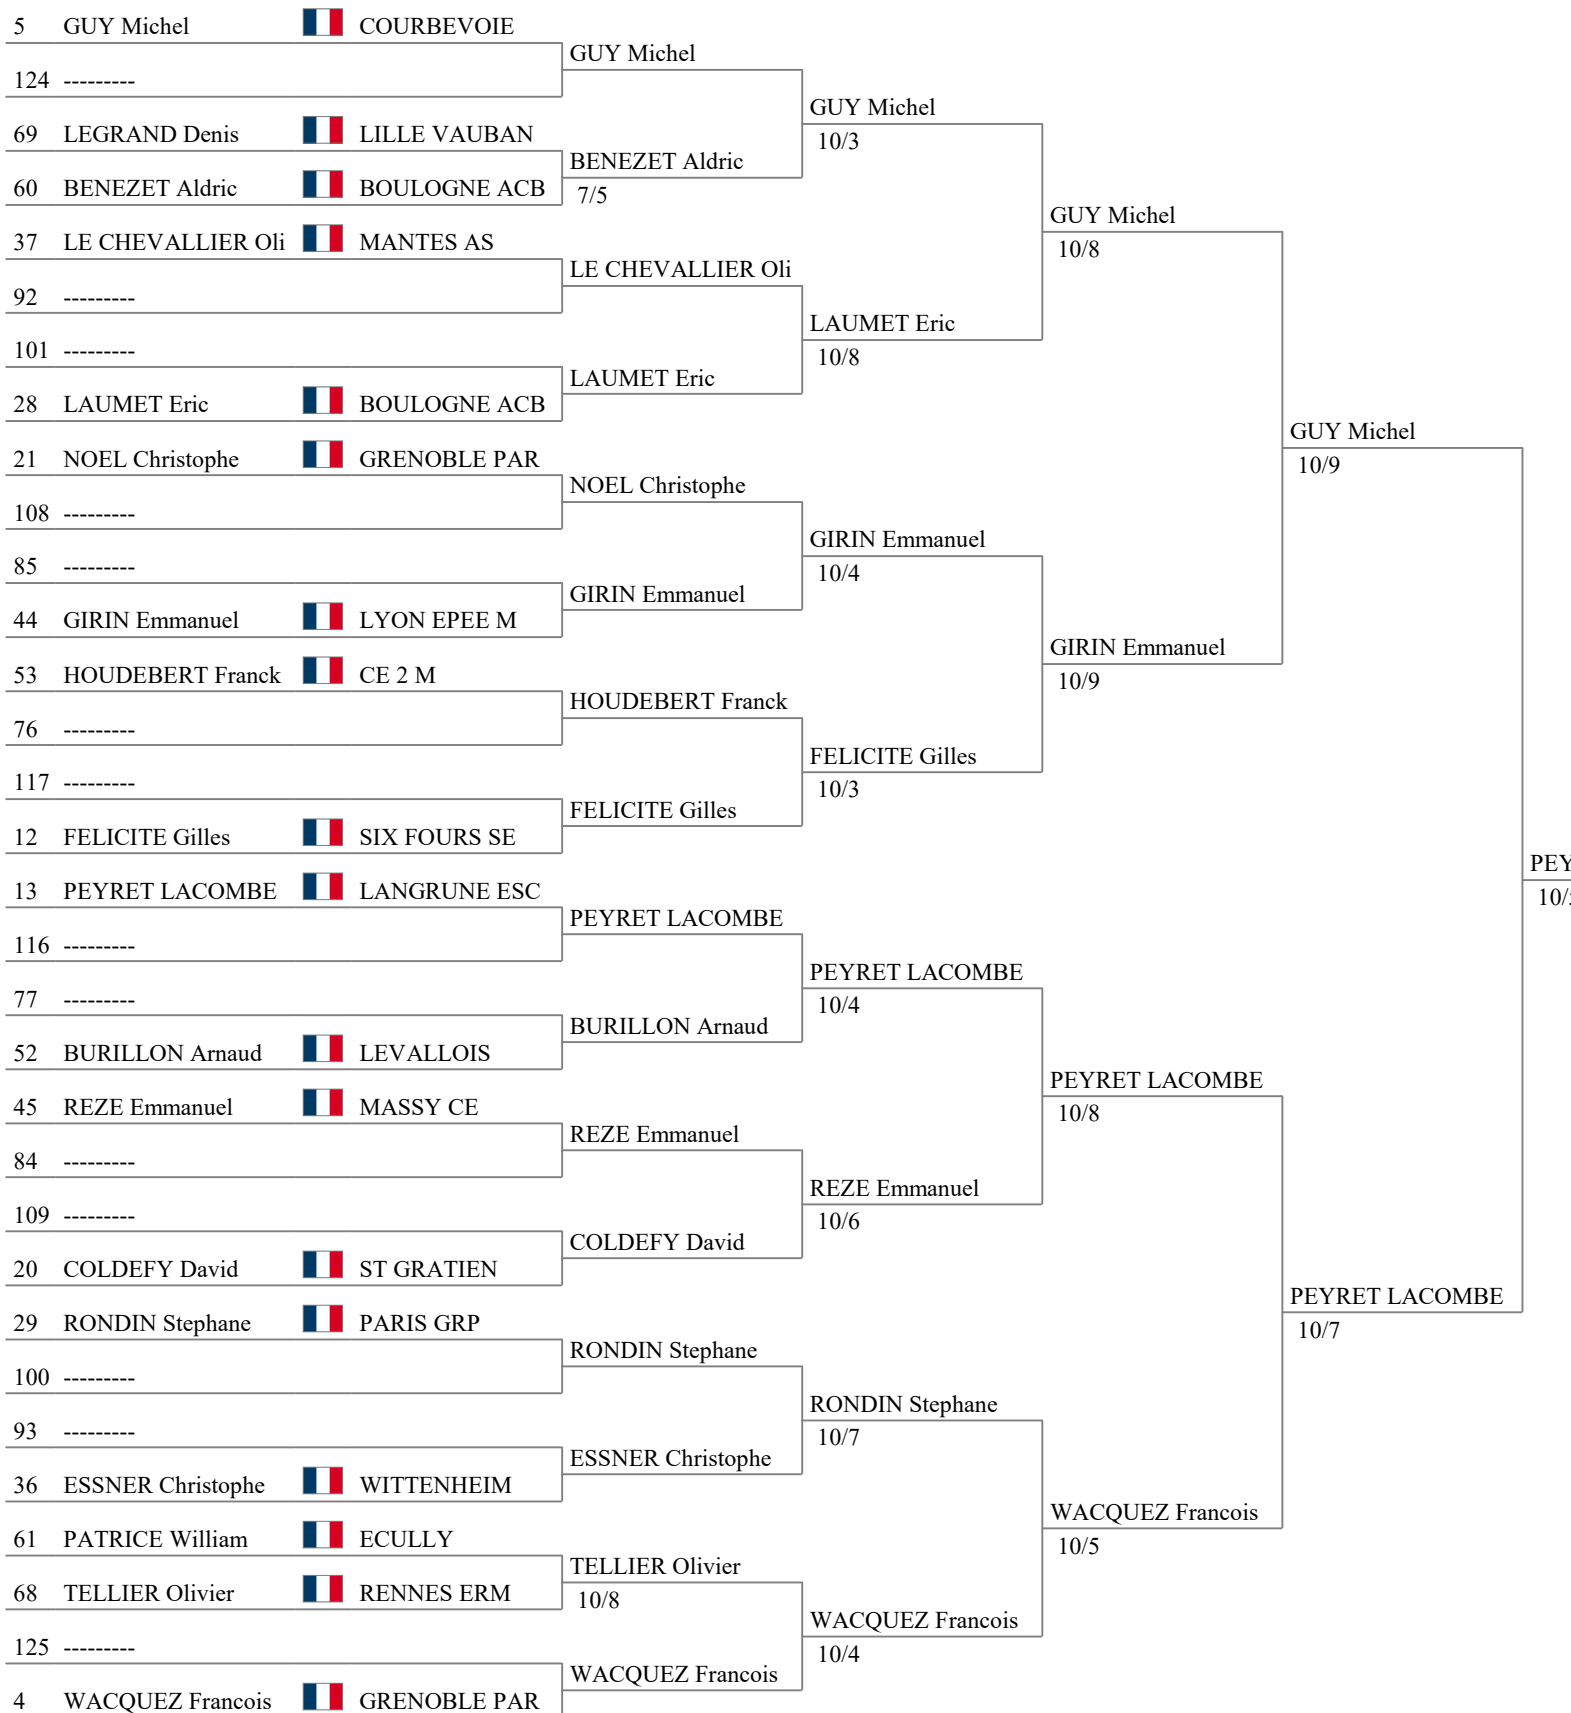 5 GUY Michel COURBEVOIE
124 ---------
69 LEGRAND Denis LILLE VAUBAN
60 BENEZET Aldric BOULOGNE ACB
37 LE CHEVALLIER Oli MANTES AS
92 ---------
101 ---------
28 LAUMET Eric BOULOGNE ACB
21 NOEL Christophe GRENOBLE PAR
108 ---------
85 ---------
44 GIRIN Emmanuel LYON EPEE M
53 HOUDEBERT Franck CE 2 M
76 ---------
117 ---------
12 FELICITE Gilles SIX FOURS SE
13 PEYRET LACOMBE LANGRUNE ESC
116 ---------
77 ---------
52 BURILLON Arnaud LEVALLOIS
45 REZE Emmanuel MASSY CE
84 ---------
109 ---------
20 COLDEFY David ST GRATIEN
29 RONDIN Stephane PARIS GRP
100 ---------
93 ---------
36 ESSNER Christophe WITTENHEIM
61 PATRICE William ECULLY
68 TELLIER Olivier RENNES ERM
125 ---------
4 WACQUEZ Francois GRENOBLE PAR
GUY Michel
BENEZET Aldric
7/5
LE CHEVALLIER Oli
LAUMET Eric
NOEL Christophe
GIRIN Emmanuel
HOUDEBERT Franck
FELICITE Gilles
PEYRET LACOMBE
BURILLON Arnaud
REZE Emmanuel
COLDEFY David
RONDIN Stephane
ESSNER Christophe
TELLIER Olivier
10/8
WACQUEZ Francois
GUY Michel
10/3
LAUMET Eric
10/8
GIRIN Emmanuel
10/4
FELICITE Gilles
10/3
PEYRET LACOMBE
10/4
REZE Emmanuel
10/6
RONDIN Stephane
10/7
WACQUEZ Francois
10/4
GUY Michel
10/8
GIRIN Emmanuel
10/9
PEYRET LACOMBE
10/8
WACQUEZ Francois
10/5
GUY Michel
10/9
PEYRET LACOMBE
10/7
PEY
10/